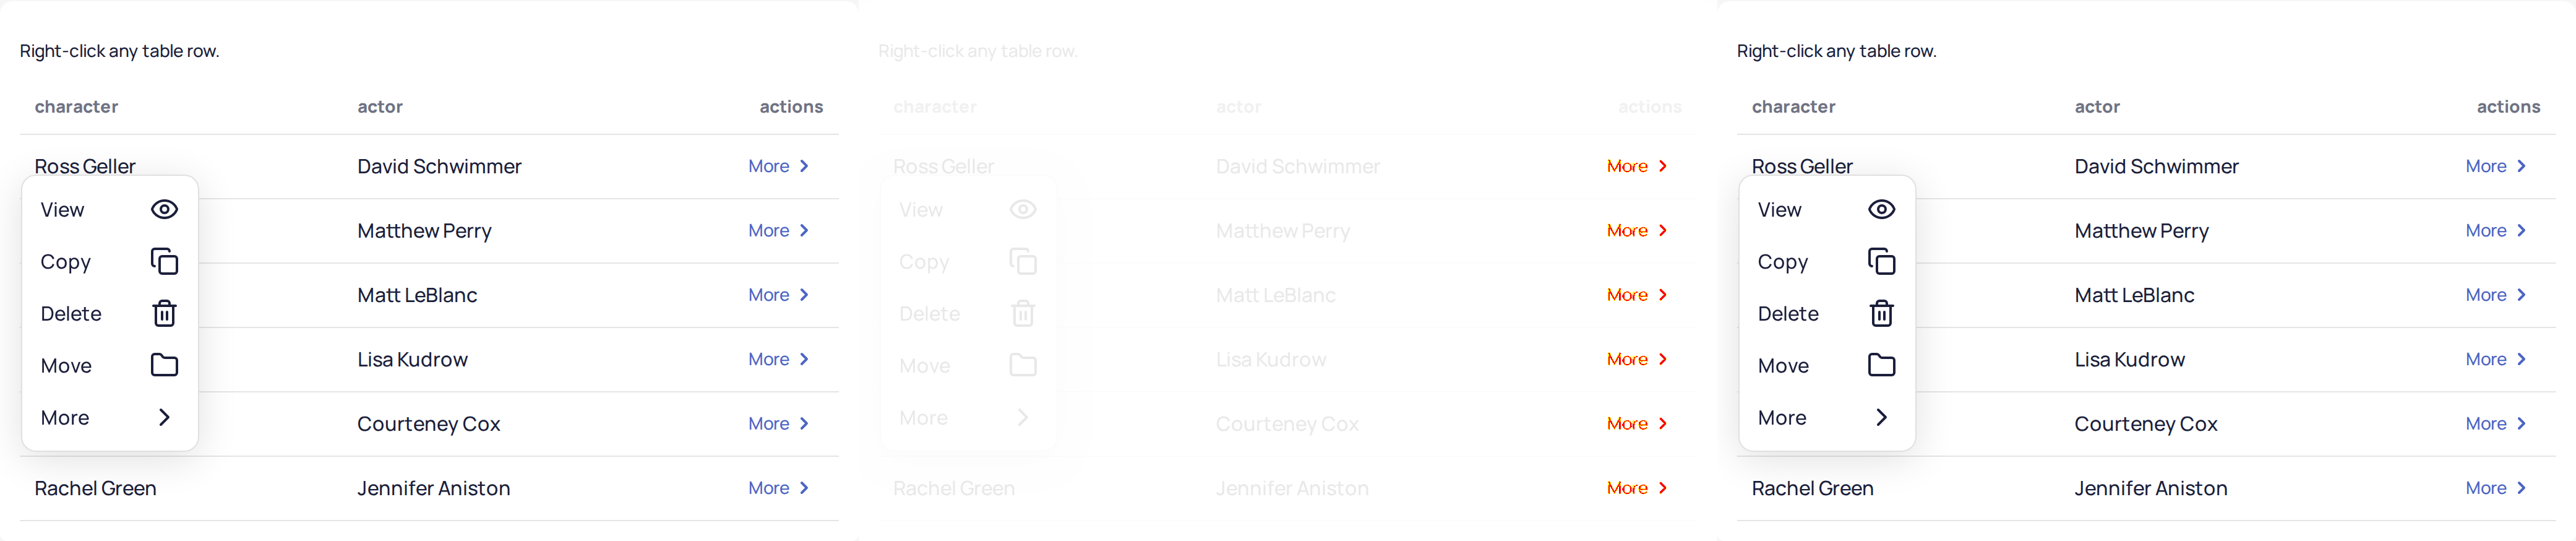 Right-click any table row.
character actor actions
Ross Geller David Schwimmer More
View
Matthew Perry More
Copy
Matt LeBlanc More
Delete
Lisa Kudrow More
Move
More
Courteney Cox More
Rachel Green Jennifer Aniston More
Right-click any table row.
character actor actions
Ross Geller David Schwimmer More
View
Matthew Perry More
Copy
Matt LeBlanc More
Delete
Lisa Kudrow More
Move
More
Courteney Cox More
Rachel Green Jennifer Aniston More
Right-click any table row.
character actor actions
Ross Geller David Schwimmer More
View
Matthew Perry More
Copy
Matt LeBlanc More
Delete
Lisa Kudrow More
Move
More
Courteney Cox More
Rachel Green Jennifer Aniston More